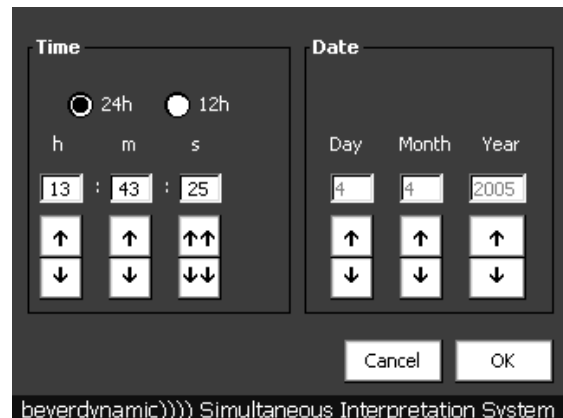 Time Date
24h 12h
h m s Day Month Year
13 : 43 : 25 4 4 2005
Cancel OK
beyerdynamic)))) Simultaneous Interpretation System